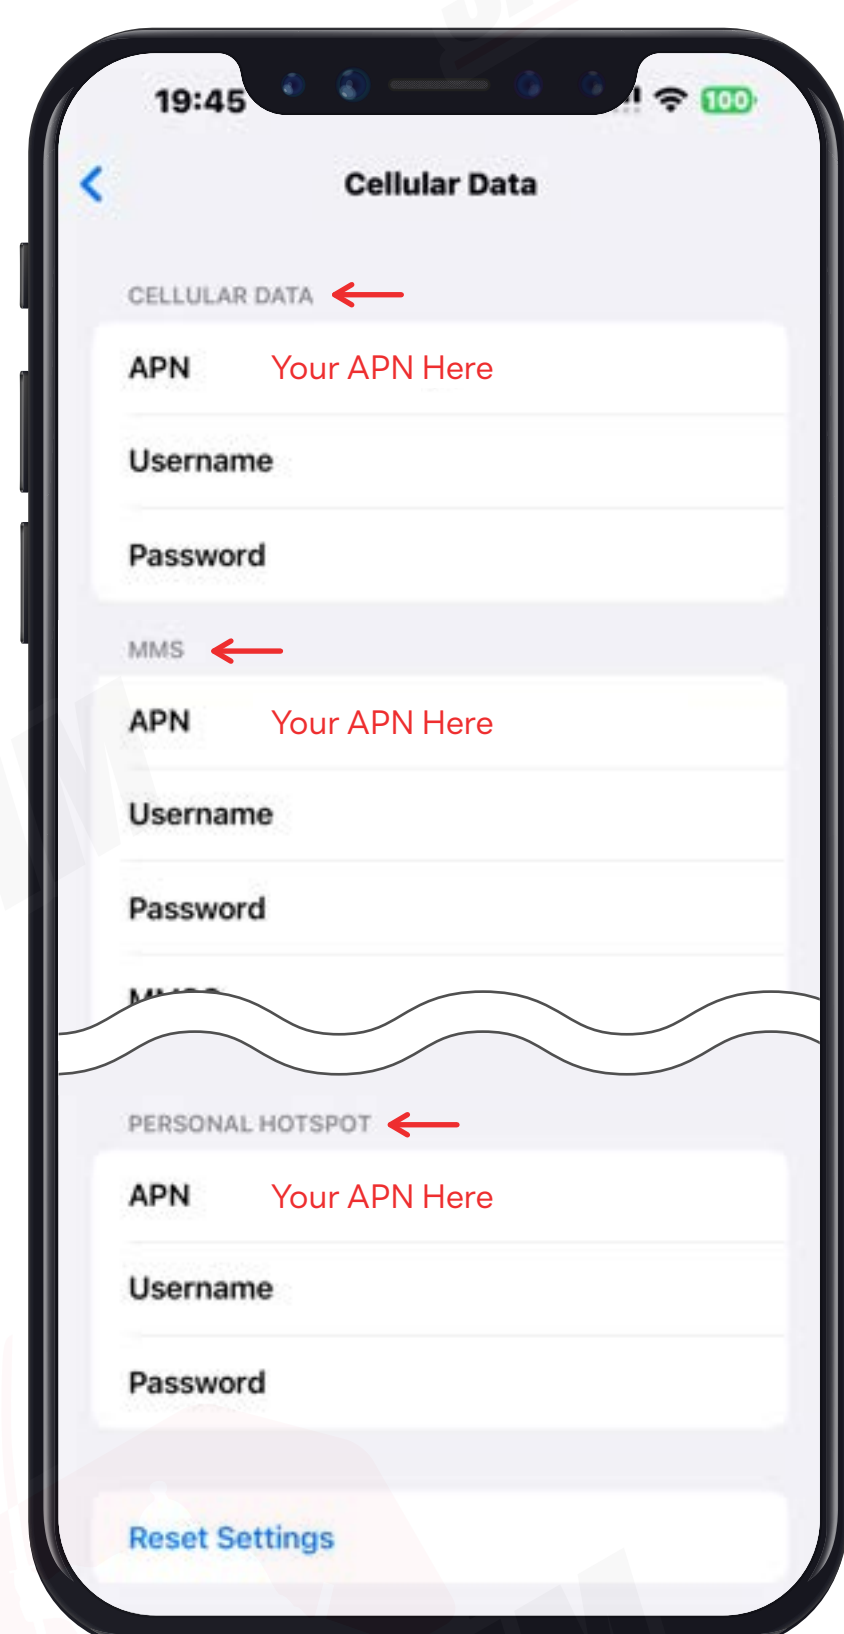 19:45
100
Cellular Data
CELLULAR DATA
APN Your APN Here
Username
Password
MMS
APN Your APN Here
Username
Password
PERSONAL HOTSPOT
APN Your APN Here
Username
Password
Reset Settings